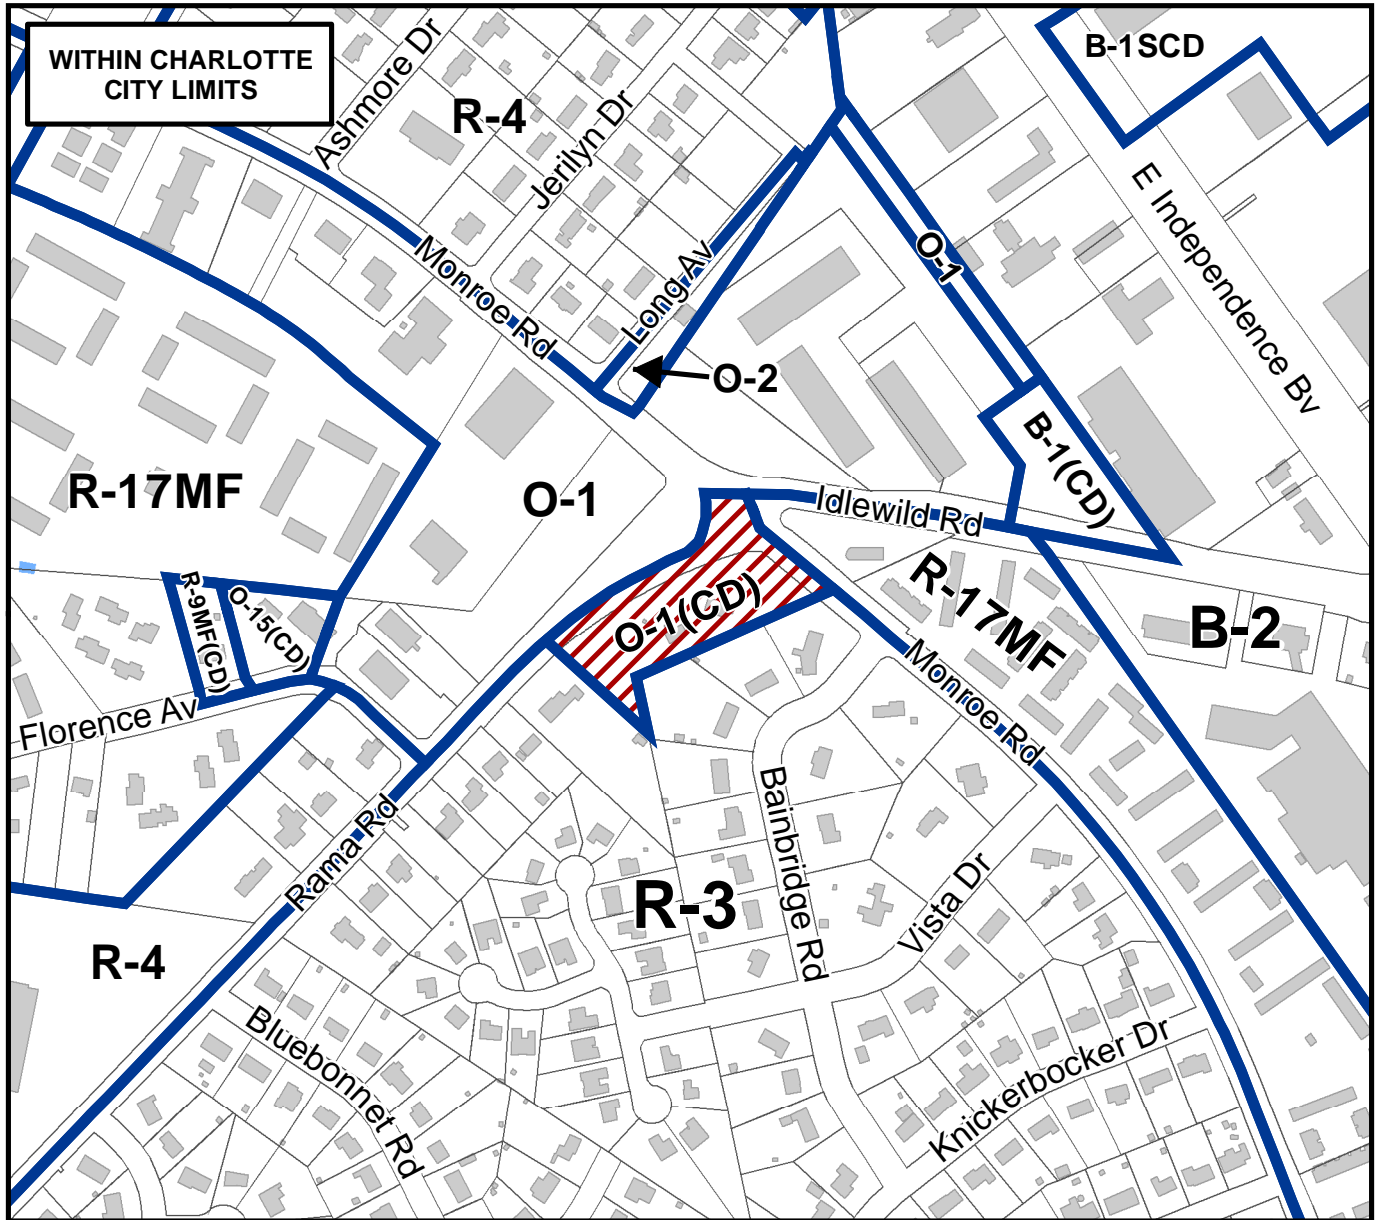 WITHIN CHARLOTTE
CITY LIMITS
Ashmore Dr
R-4
Jerilyn Dr
B-1SCD
E Independence Bv
Monroe Rd
Long Av
O-1
O-2
B-1(CD)
R-17MF
O-1
Idlewild Rd
R-9MF(CD)
O-15(CD)
O-1(CD)
R-17MF
B-2
Florence Av
Monroe Rd
Rama Rd
Bainbridge Rd
R-3
Vista Dr
R-4
Bluebonnet Rd
Knickerbocker Dr